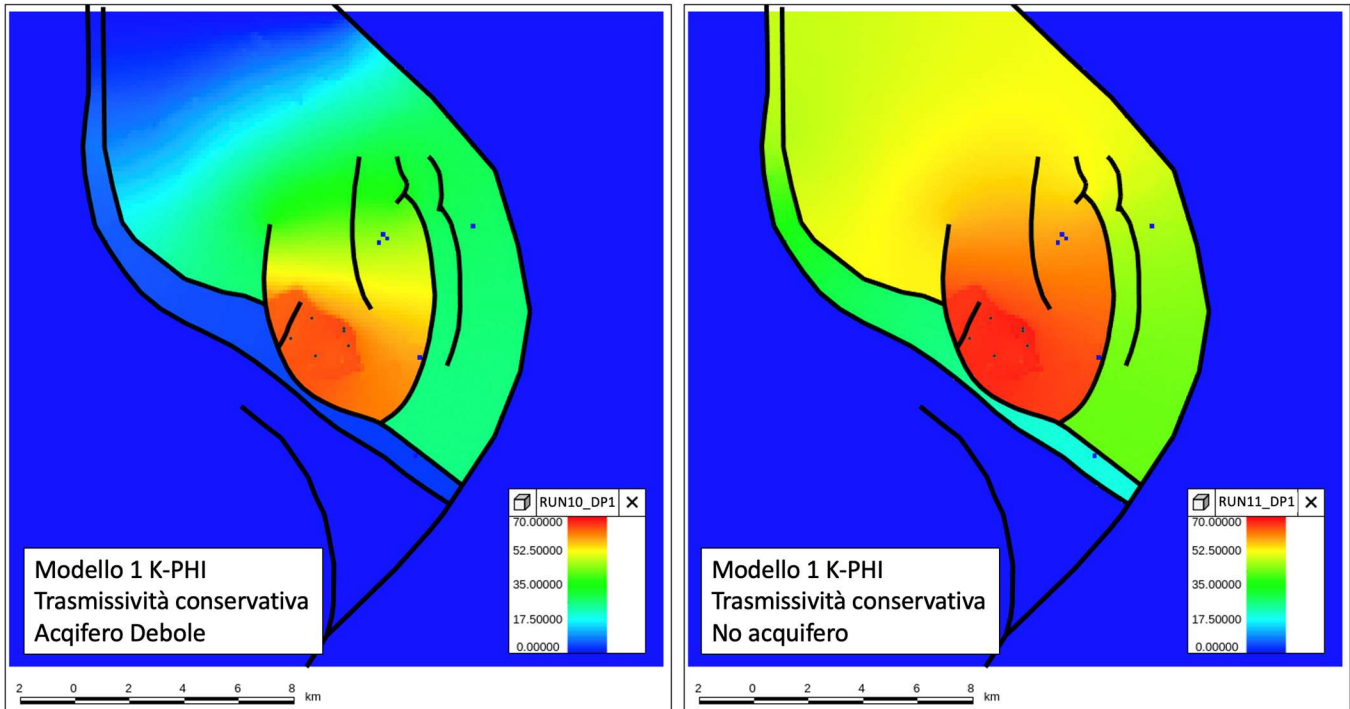 RUN10_DP1
70.00000
52.50000
35.00000
17.50000
0.00000
Modello 1 K-PHI
Trasmissività conservativa
Acqifero Debole
2 0 2 4 6 8 km
RUN11_DP1
70.00000
52.50000
35.00000
17.50000
0.00000
Modello 1 K-PHI
Trasmissività conservativa
No acquifero
2 0 2 4 6 8 km